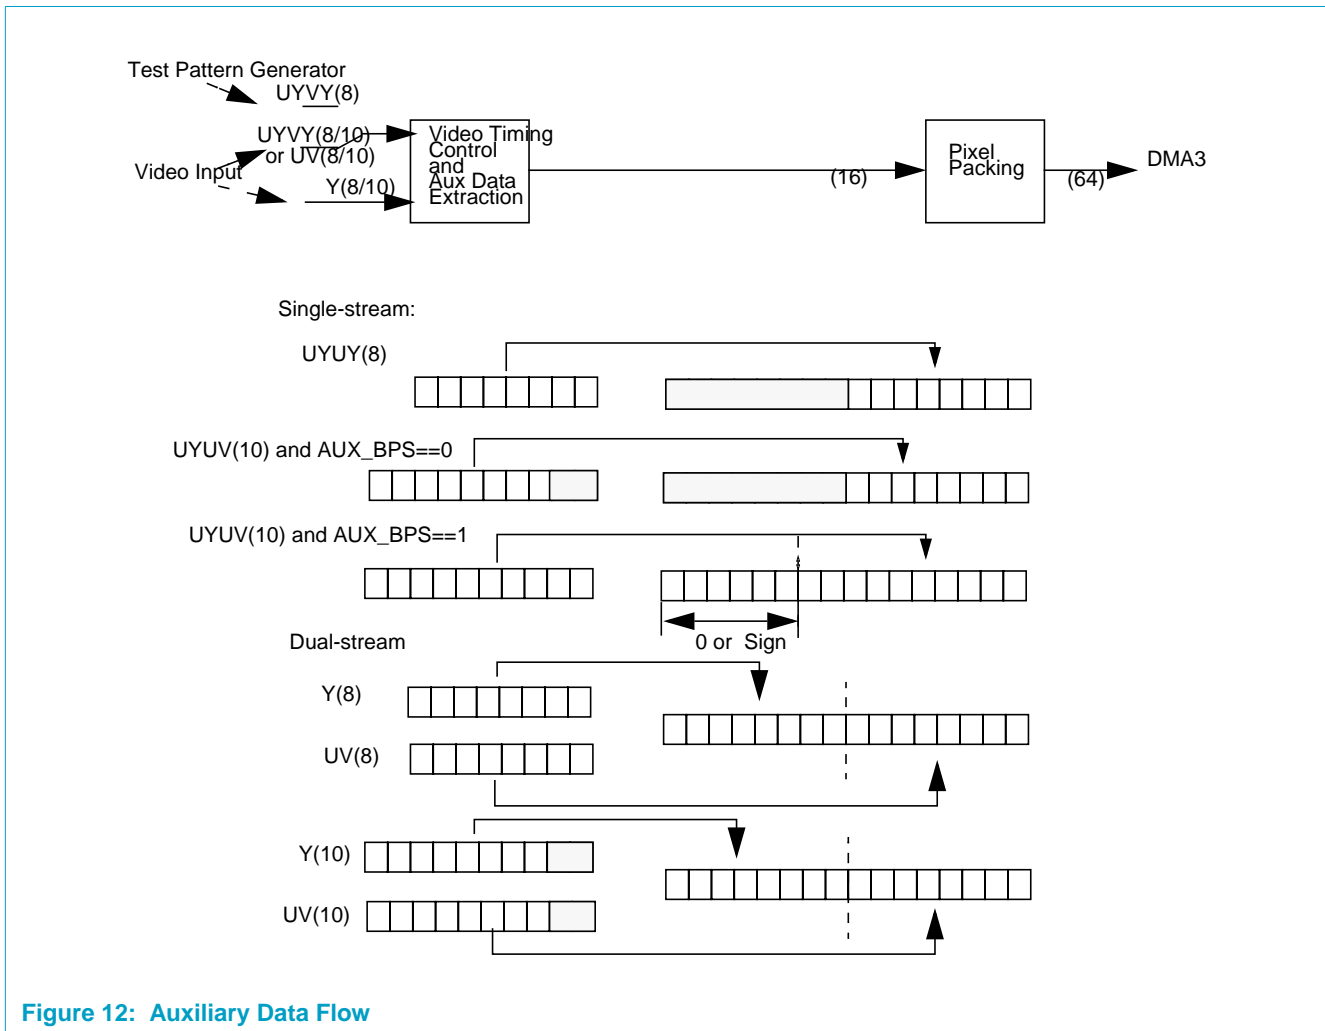 Test Pattern Generator
UYVY(8)
UYVY(8/10)
or UV(8/10)
Video Input
Y(8/10)
Video Timing
Control
and
Aux Data
Extraction
(16)
Pixel
Packing
(64)
DMA3
Single-stream:
UYUY(8)
UYUV(10) and AUX_BPS==0
UYUV(10) and AUX_BPS==1
0 or Sign
Dual-stream
Y(8)
UV(8)
Y(10)
UV(10)
Figure 12: Auxiliary Data Flow